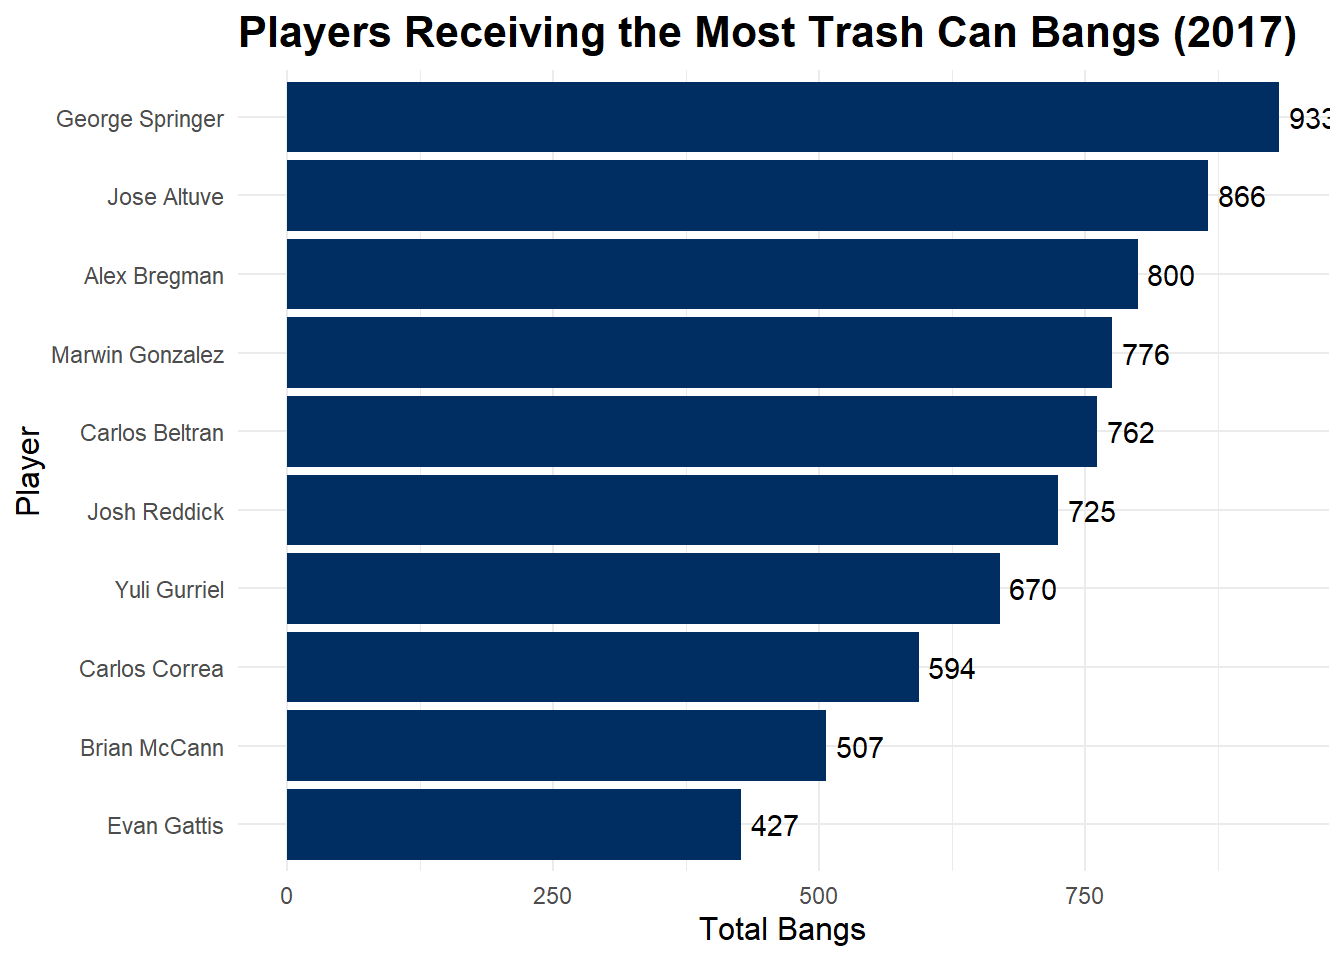 Players Receiving the Most Trash Can Bangs (2017)
George Springer 933
Jose Altuve 866
Alex Bregman 800
Marwin Gonzalez 776
Carlos Beltran 762
Josh Reddick 725
Yuli Gurriel 670
Carlos Correa 594
Brian McCann 507
Evan Gattis 427
Player
0 250 500 750
Total Bangs